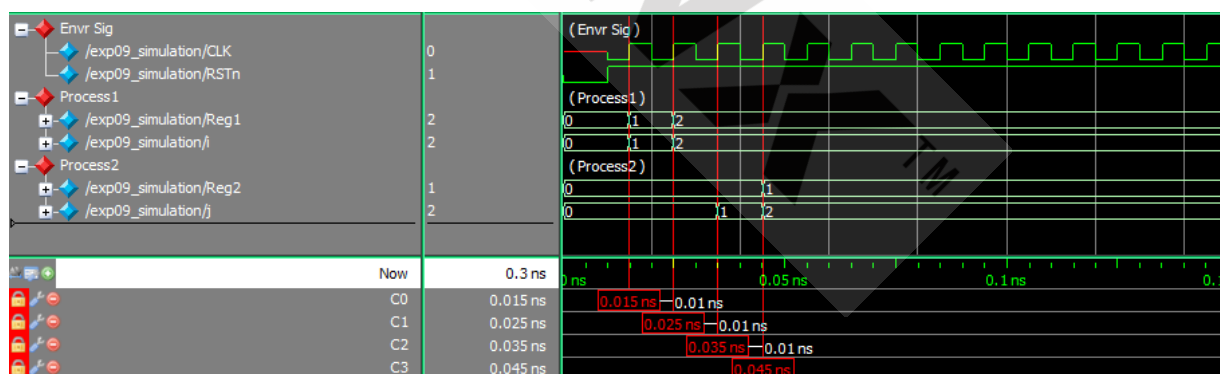 Envr Sig
(Envr Sig)
/exp09_simulation/CLK 0
/exp09_simulation/RSTn 1
Process1
(Process1)
/exp09_simulation/Reg1 2 0 1 2
/exp09_simulation/i 2 0 1 2
Process2
(Process2)
/exp09_simulation/Reg2 1 0 1
/exp09_simulation/j 2 0 1 2
Now 0.3 ns 0 ns 0.05 ns 0.1 ns 0.
C0 0.015 ns 0.015 ns 0.01 ns
C1 0.025 ns 0.025 ns 0.01 ns
C2 0.035 ns 0.035 ns 0.01 ns
C3 0.045 ns 0.045 ns
TM